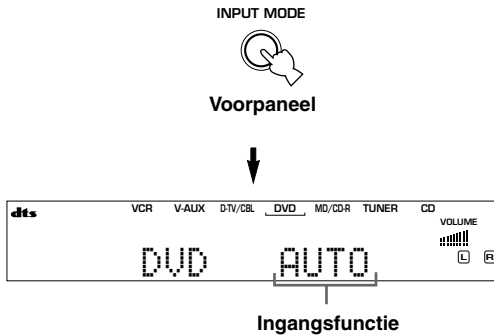 INPUT MODE
Voorpaneel
dts VCR V-AUX D-TV/CBL DVD MD/CD-R TUNER CD
VOLUME
L R
DVD AUTO
Ingangsfunctie